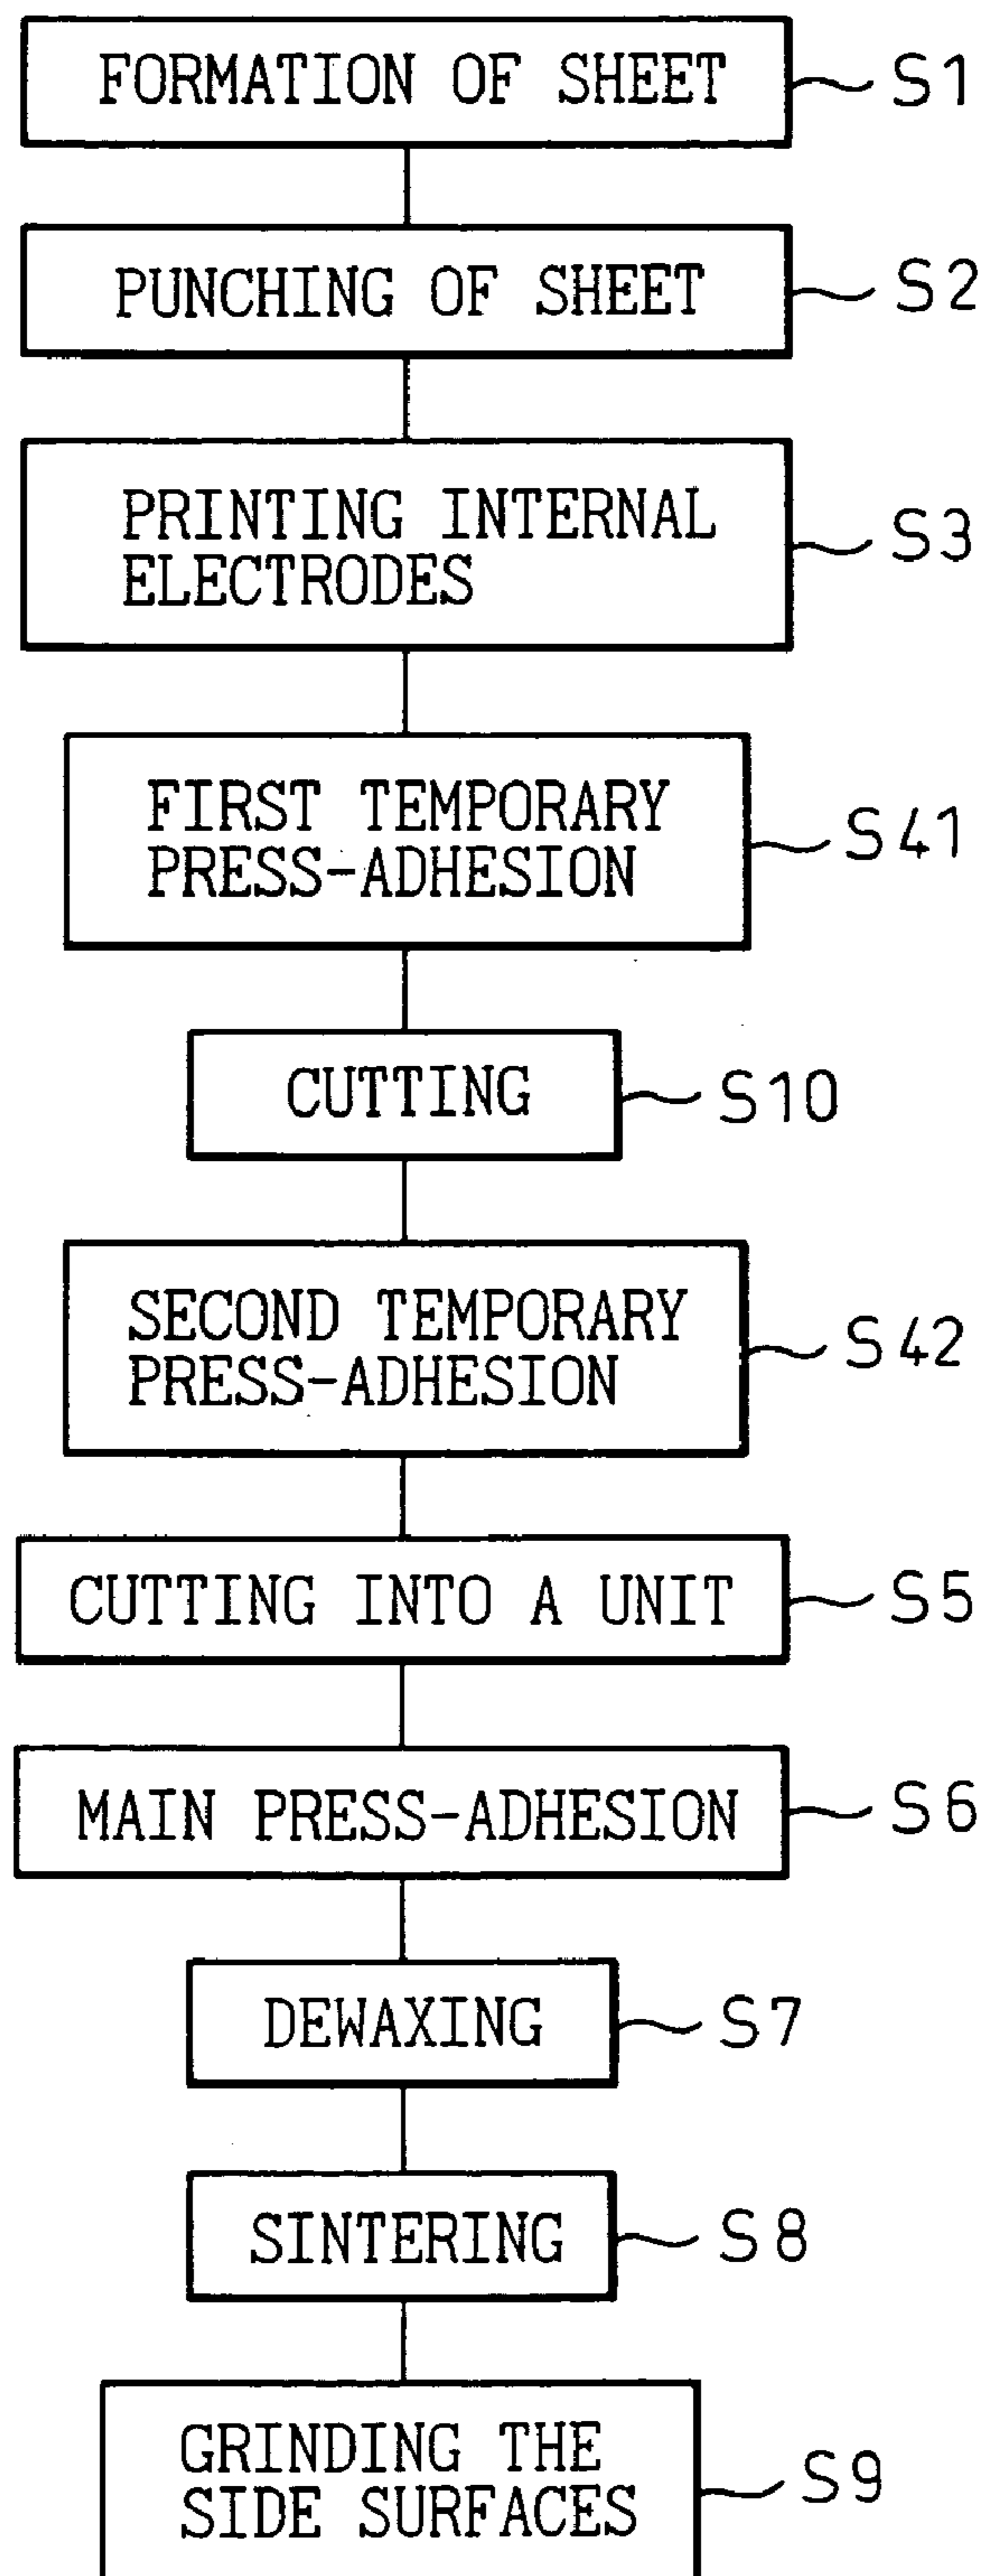 FORMATION OF SHEET S1
PUNCHING OF SHEET S2
PRINTING INTERNAL
ELECTRODES
S3
FIRST TEMPORARY
PRESS-ADHESION
S41
CUTTING S10
SECOND TEMPORARY
PRESS-ADHESION
S42
CUTTING INTO A UNIT S5
MAIN PRESS-ADHESION S6
DEWAXING S7
SINTERING S8
GRINDING THE
SIDE SURFACES
S9